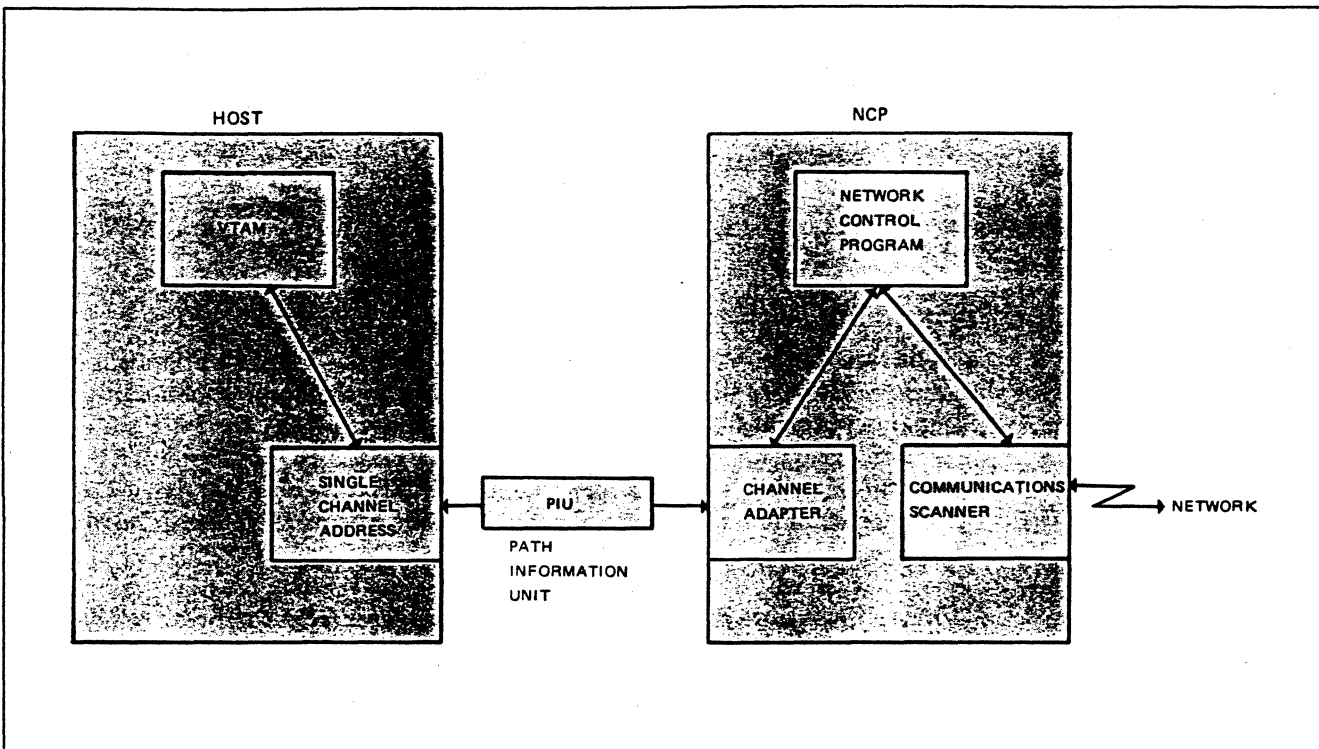 HOST
VTAM
SINGLE
CHANNEL
ADDRESS
PIU
PATH
INFORMATION
UNIT
NCP
NETWORK
CONTROL
PROGRAM
CHANNEL
ADAPTER
COMMUNICATIONS
SCANNER
NETWORK